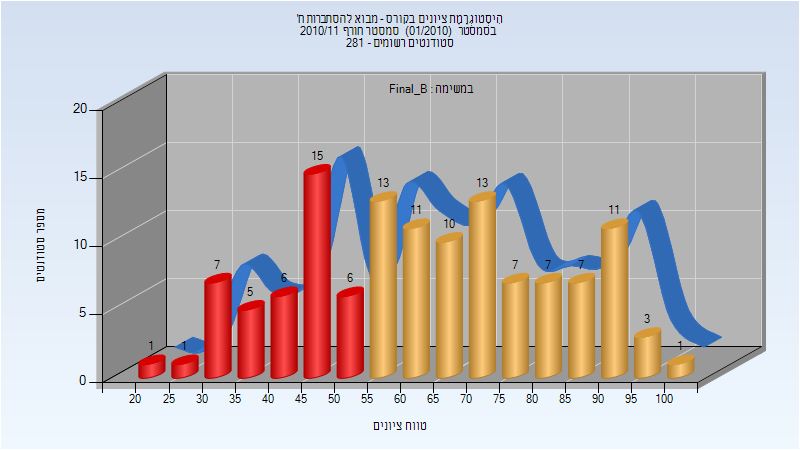 היסטוגרמת ציונים בקורס - מבוא להסתברות ח'
בסמסטר (01/2010) סמסטר חורף 2010/11
281 - סטודנטים רשומים
במשימה : Final_B
מספר סטודנטים
20
15
10
5
0
1 1 7 5 6 15 6 13 11 10 13 7 7 7 11 3 1
20 25 30 35 40 45 50 55 60 65 70 75 80 85 90 95 100
טווח ציונים